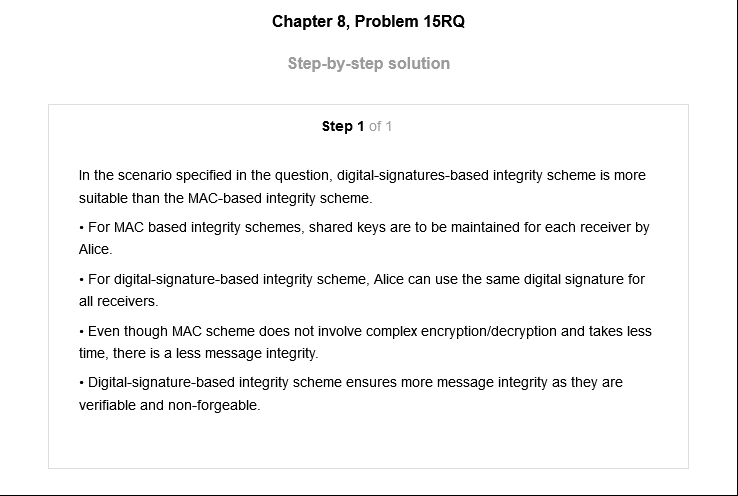 Chapter 8, Problem 15RQ
Step-by-step solution
Step 1 of 1
In the scenario specified in the question, digital-signatures-based integrity scheme is more
suitable than the MAC-based integrity scheme.
• For MAC based integrity schemes, shared keys are to be maintained for each receiver by
Alice.
• For digital-signature-based integrity scheme, Alice can use the same digital signature for
all receivers.
• Even though MAC scheme does not involve complex encryption/decryption and takes less
time, there is a less message integrity.
• Digital-signature-based integrity scheme ensures more message integrity as they are
verifiable and non-forgeable.